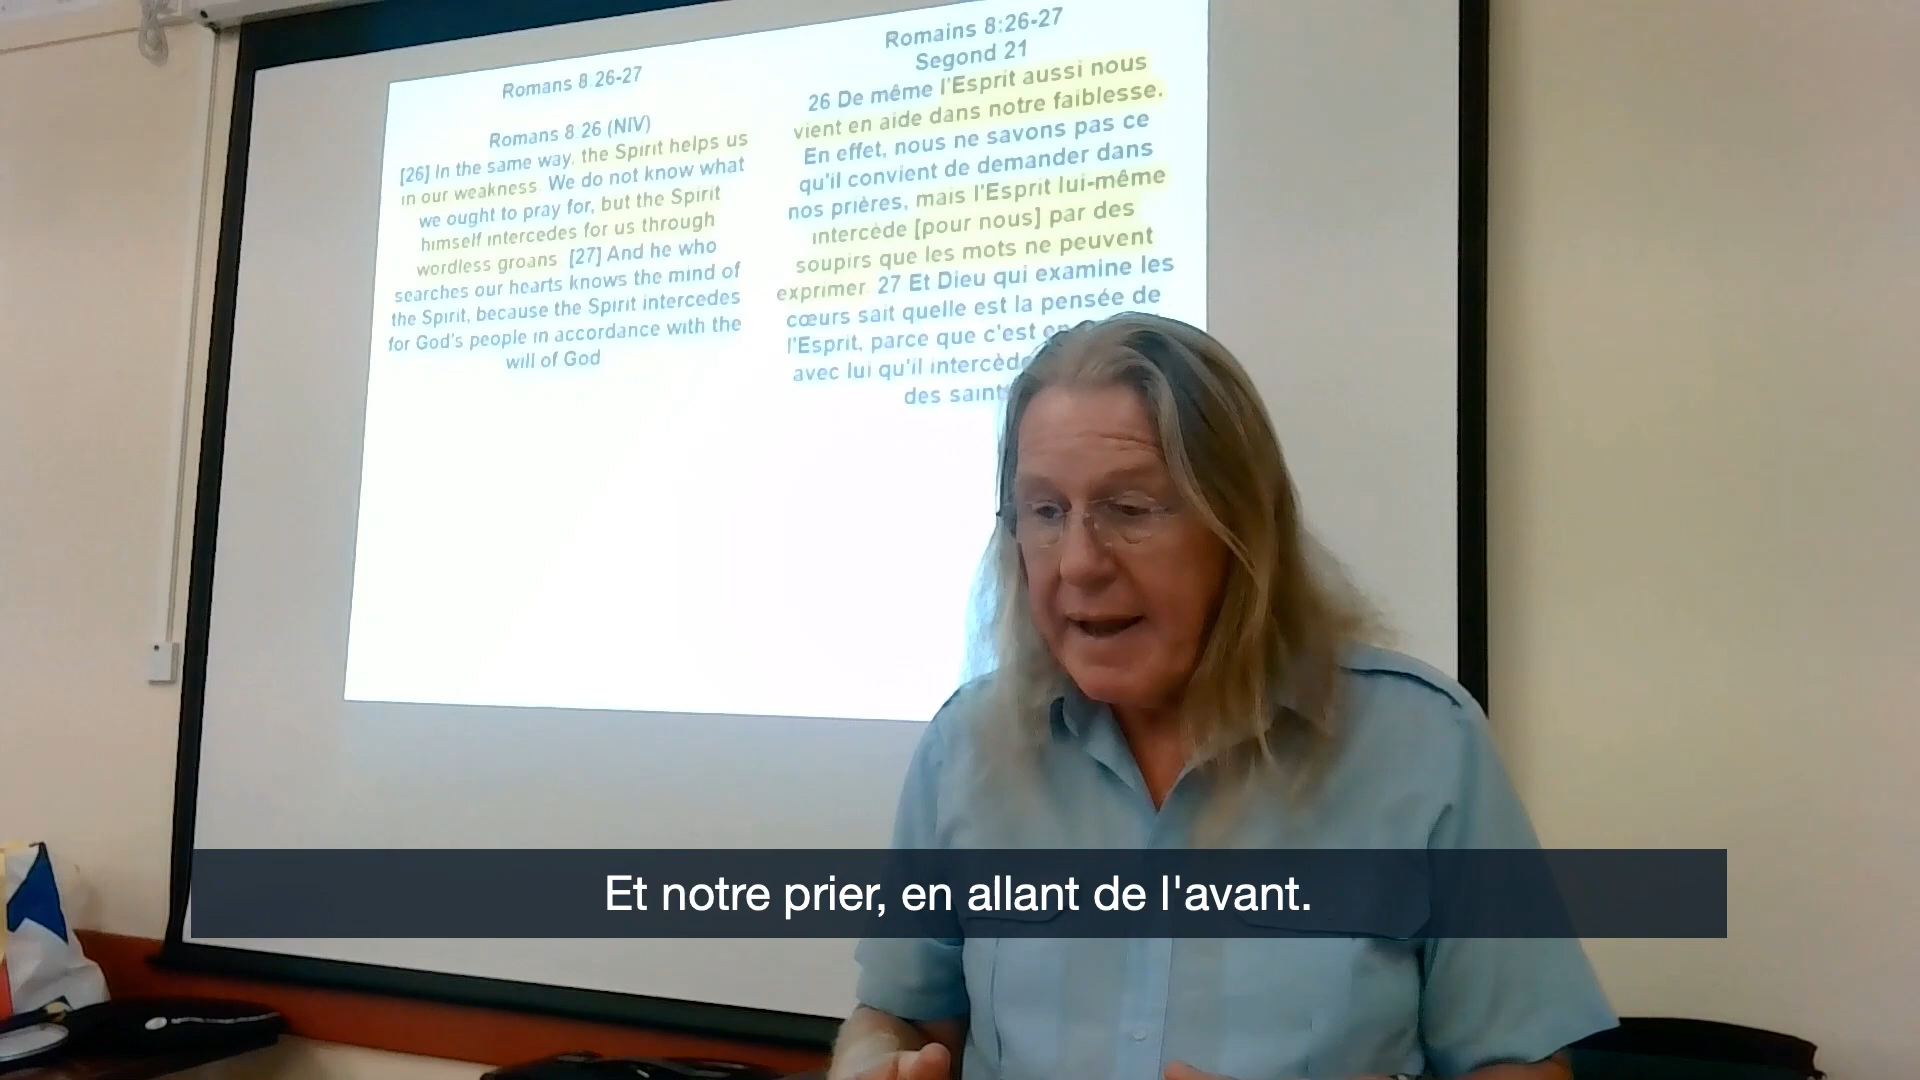 Romans 8 26-27
Romans 8 26 (NIV)
[26] In the same way, the Spirit helps us
in our weakness We do not know what
we ought to pray for, but the Spirit
himself intercedes for us through
wordless groans [27] And he who
searches our hearts knows the mind of
the Spirit, because the Spirit intercedes
for God's people in accordance with the
will of God
Romains 8:26-27
Segond 21
26 De même l'Esprit aussi nous
vient en aide dans notre faiblesse.
En effet, nous ne savons pas ce
qu'il convient de demander dans
nos prières, mais l'Esprit lui-même
intercède [pour nous] par des
soupirs que les mots ne peuvent
exprimer 27 Et Dieu qui examine les
cœurs sait quelle est la pensée de
l'Esprit, parce que c'est
avec lui qu'il intercède
des saints
Et notre prier, en allant de l'avant.